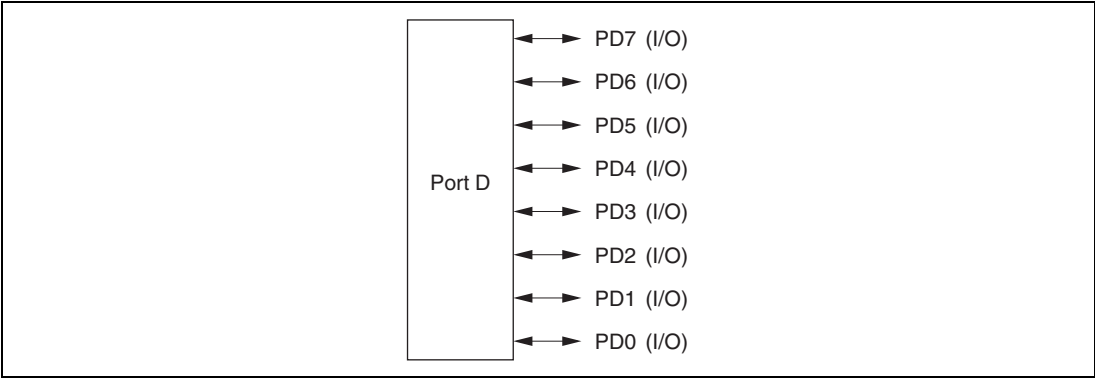 PD7 (I/O)
PD6 (I/O)
PD5 (I/O)
PD4 (I/O)
Port D
PD3 (I/O)
PD2 (I/O)
PD1 (I/O)
PD0 (I/O)